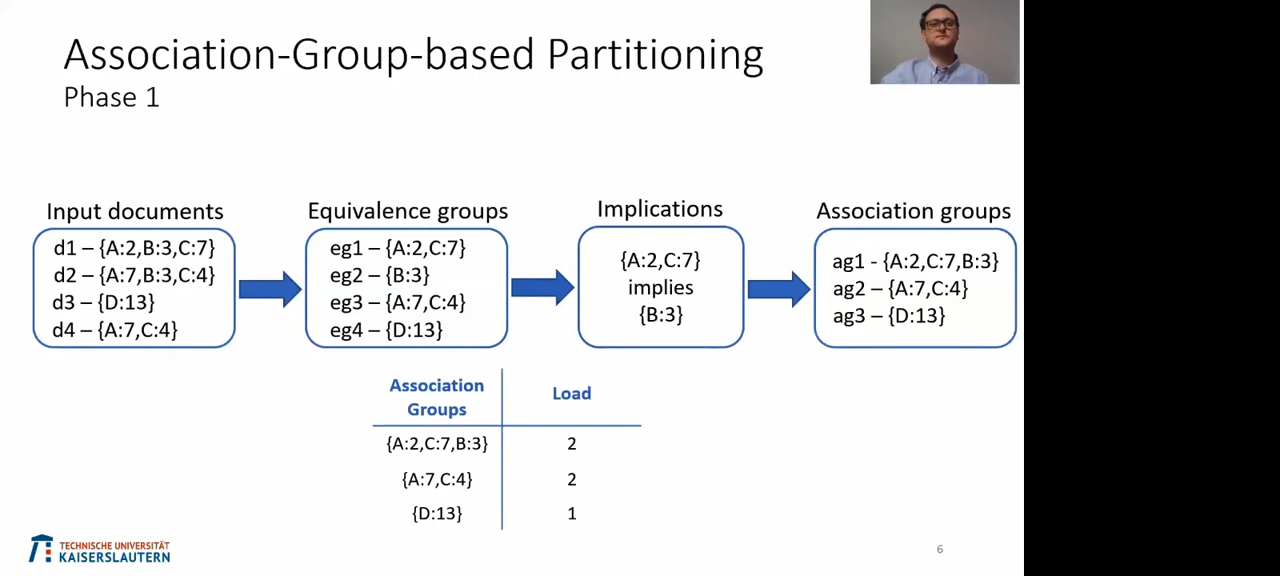 Association-Group-based Partitioning
Phase 1
Input documents
d1 – {A:2,B:3,C:7}
d2 – {A:7,B:3,C:4}
d3 – {D:13}
d4 – {A:7,C:4}
Equivalence groups
eg1 – {A:2,C:7}
eg2 – {B:3}
eg3 – {A:7,C:4}
eg4 – {D:13}
Implications
{A:2,C:7}
implies
{B:3}
Association groups
ag1 - {A:2,C:7,B:3}
ag2 – {A:7,C:4}
ag3 – {D:13}
Association Groups Load
{A:2,C:7,B:3} 2
{A:7,C:4} 2
{D:13} 1
TECHNISCHE UNIVERSITÄT
KAISERSLAUTERN
6